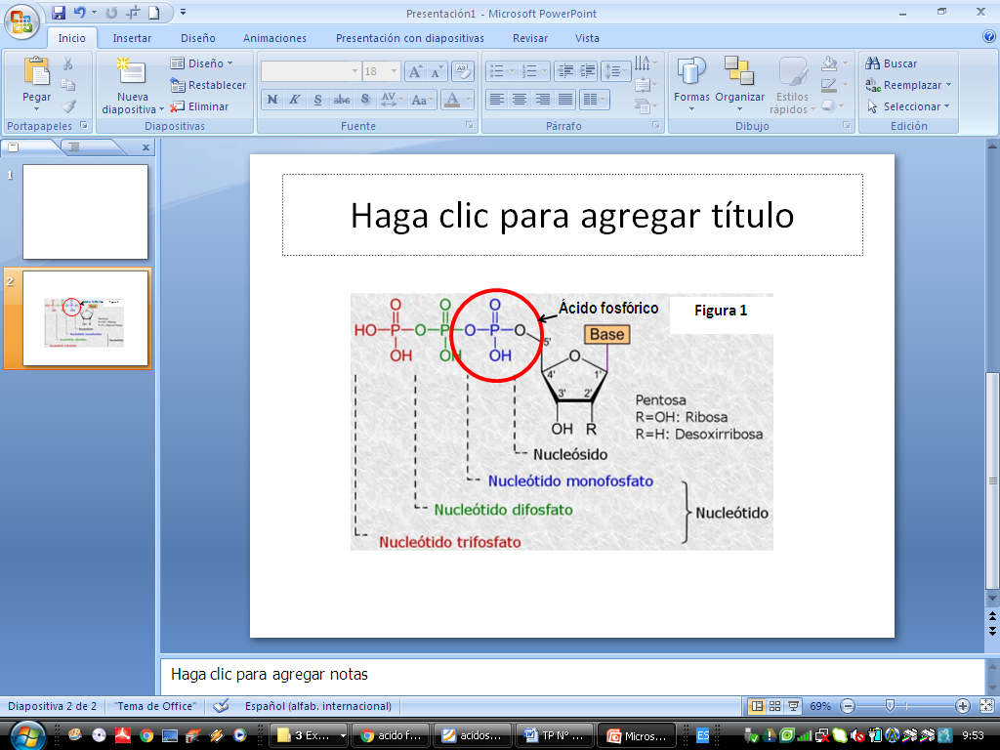 Presentación1 - Microsoft PowerPoint
Inicio Insertar Diseño Animaciones Presentación con diapositivas Revisar Vista
Pegar
Portapapeles
Nueva diapositiva
Diseño
Restablecer
Eliminar
Diapositivas
18
N K S abc S AV Aa A
Fuente
Párrafo
Formas Organizar Estilos rápidos
Dibujo
Buscar
Reemplazar
Seleccionar
Edición
1
2
Haga clic para agregar título
Ácido fosfórico
Figura 1
O O O
HO P O P O P O 5'
OH OH OH
Base
O
4' 1'
3' 2'
OH R
Pentosa
R=OH: Ribosa
R=H: Desoxirribosa
Nucleósido
Nucleótido monofosfato
Nucleótido difosfato
Nucleótido
Nucleótido trifosfato
Haga clic para agregar notas
Diapositiva 2 de 2 "Tema de Office" Español (alfab. internacional) 69%
3 Ex... acido f... acidos... TP N° ... Micros... ES 9:53